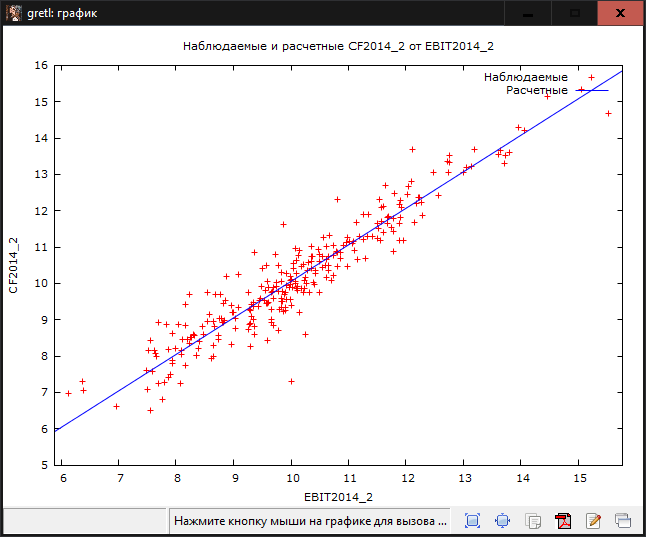 gretl: график
Наблюдаемые и расчетные CF2014_2 от EBIT2014_2
Наблюдаемые
Расчетные
CF2014_2
16
15
14
13
12
11
10
9
8
7
6
5
6 7 8 9 10 11 12 13 14 15
EBIT2014_2
Нажмите кнопку мыши на графике для вызова ...